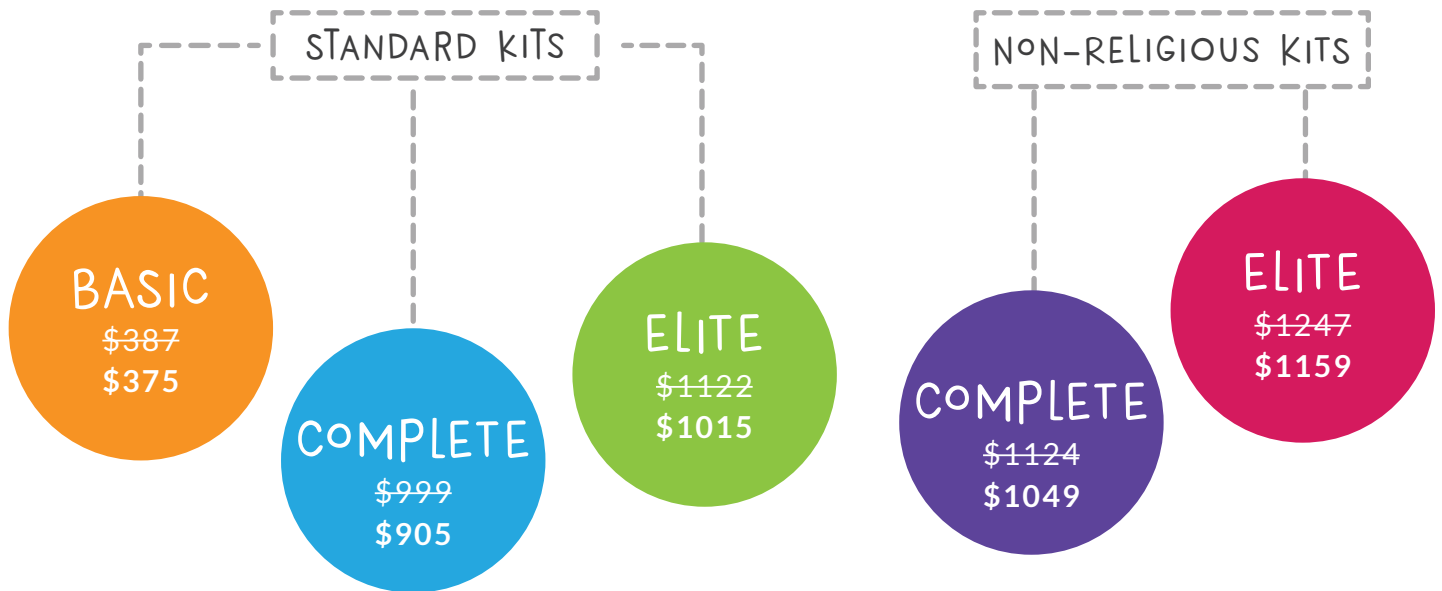 STANDARD KITS
BASIC
$387
$375
COMPLETE
$999
$905
ELITE
$1122
$1015
NON-RELIGIOUS KITS
COMPLETE
$1124
$1049
ELITE
$1247
$1159